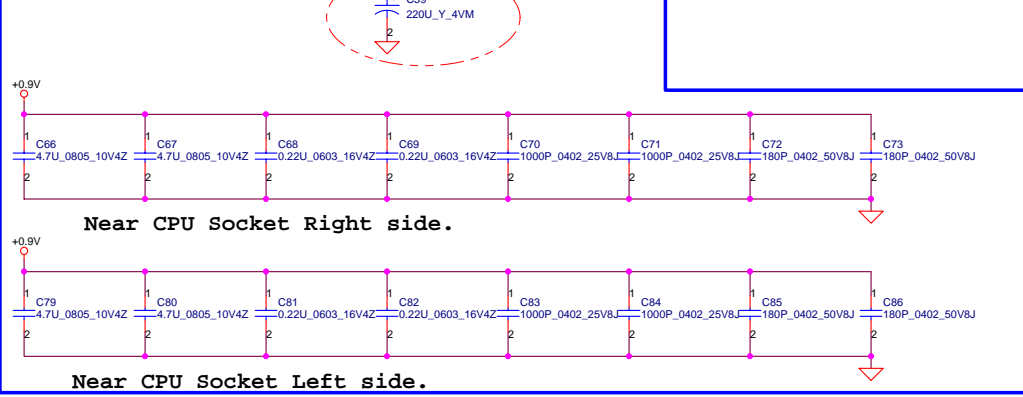 C59
220U_Y_4VM
2
+0.9V
1 1 1 1 1 1 1 1
C66 C67 C68 C69 C70 C71 C72 C73
4.7U_0805_10V4Z 4.7U_0805_10V4Z 0.22U_0603_16V4Z 0.22U_0603_16V4Z 1000P_0402_25V8J 1000P_0402_25V8J 180P_0402_50V8J 180P_0402_50V8J
2 2 2 2 2 2 2 2
Near CPU Socket Right side.
+0.9V
1 1 1 1 1 1 1 1
C79 C80 C81 C82 C83 C84 C85 C86
4.7U_0805_10V4Z 4.7U_0805_10V4Z 0.22U_0603_16V4Z 0.22U_0603_16V4Z 1000P_0402_25V8J 1000P_0402_25V8J 180P_0402_50V8J 180P_0402_50V8J
2 2 2 2 2 2 2 2
Near CPU Socket Left side.